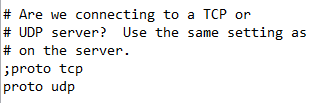 # Are we connecting to a TCP or
# UDP server?  Use the same setting as
# on the server.
;proto tcp
proto udp